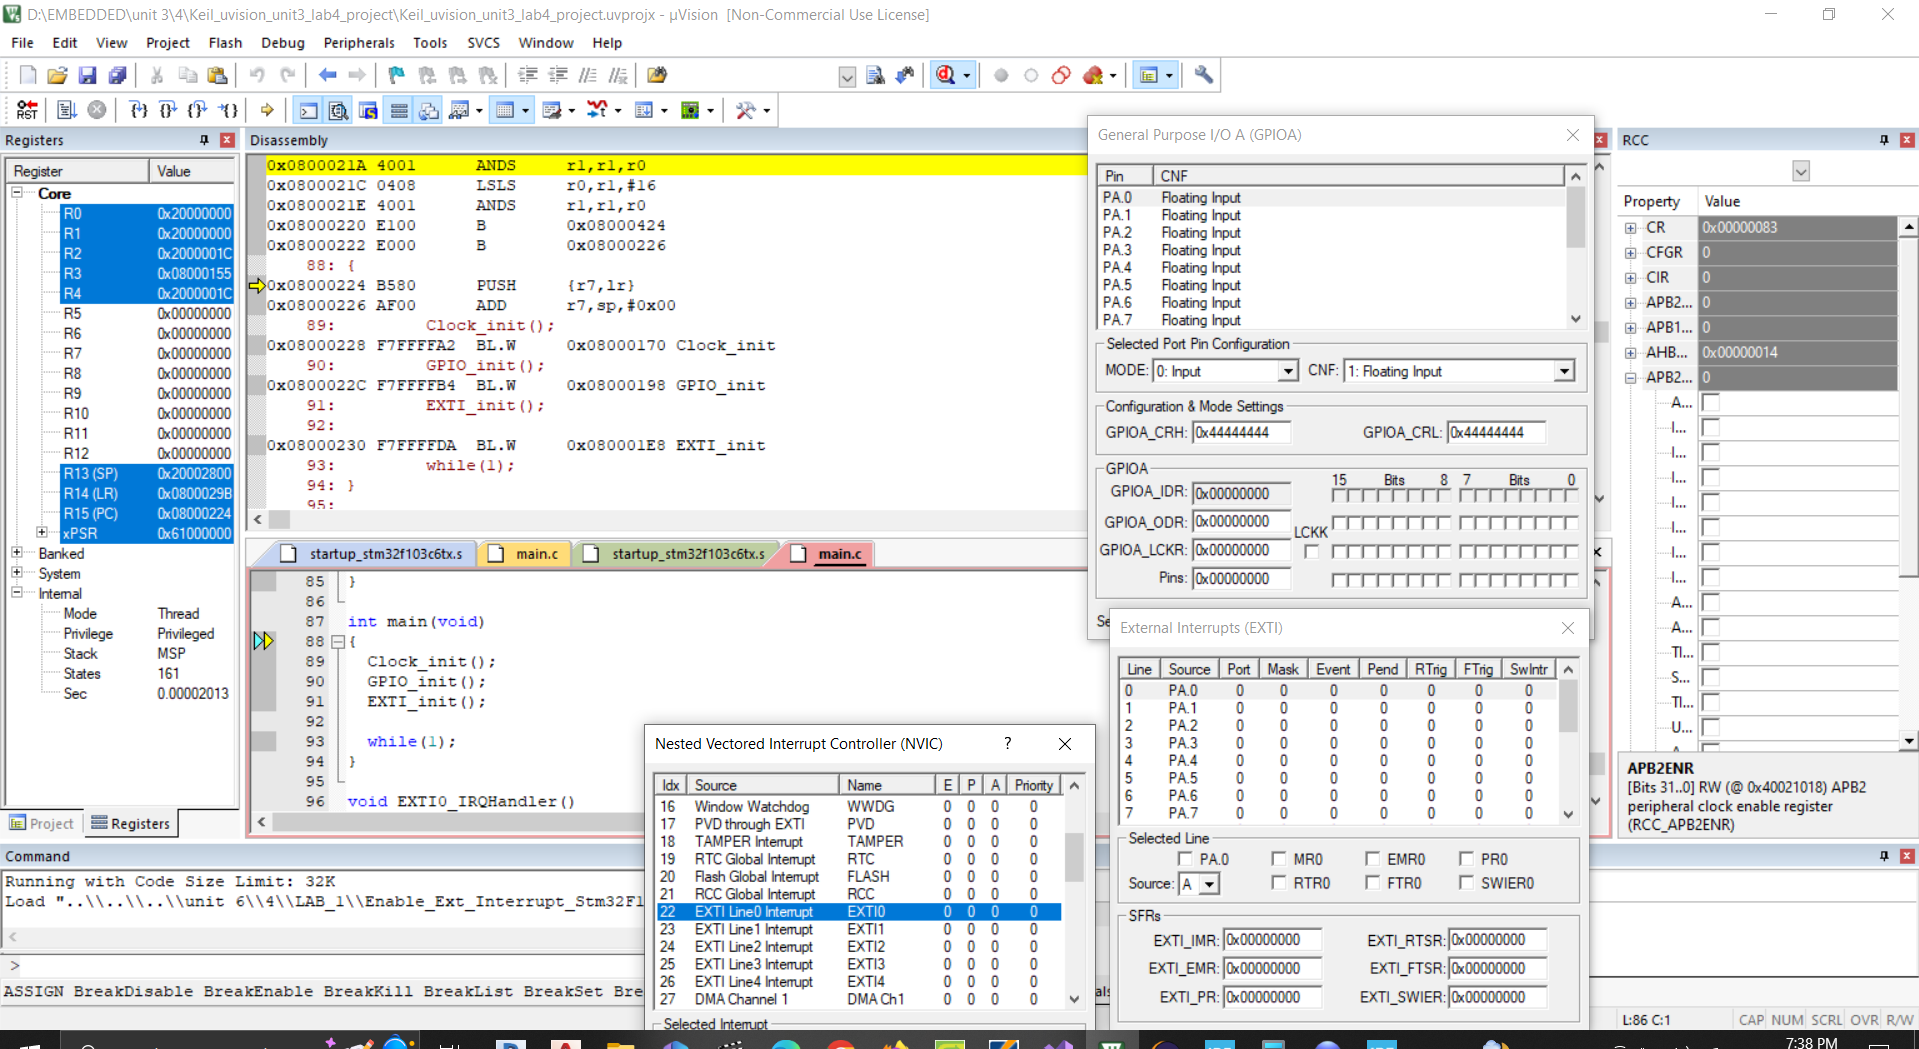 D:\EMBEDDED\unit 3\4\Keil_uvision_unit3_lab4_project\Keil_uvision_unit3_lab4_project.uvprojx - µVision [Non-Commercial Use License]
File Edit View Project Flash Debug Peripherals Tools SVCS Window Help
RST
Registers
Register Value
Core
R0 0x20000000
R1 0x20000000
R2 0x2000001C
R3 0x08000155
R4 0x2000001C
R5 0x00000000
R6 0x00000000
R7 0x00000000
R8 0x00000000
R9 0x00000000
R10 0x00000000
R11 0x00000000
R12 0x00000000
R13 (SP) 0x20002800
R14 (LR) 0x0800029B
R15 (PC) 0x08000224
xPSR 0x61000000
Banked
System
Internal
Mode Thread
Privilege Privileged
Stack MSP
States 161
Sec 0.00002013
Project Registers
Disassembly
0x0800021A 4001 ANDS r1,r1,r0
0x0800021C 0408 LSLS r0,r1,#16
0x0800021E 4001 ANDS r1,r1,r0
0x08000220 E100 B 0x08000424
0x08000222 E000 B 0x08000226
88: {
0x08000224 B580 PUSH {r7,lr}
0x08000226 AF00 ADD r7,sp,#0x00
89: Clock_init();
0x08000228 F7FFFFA2 BL.W 0x08000170 Clock_init
90: GPIO_init();
0x0800022C F7FFFFB4 BL.W 0x08000198 GPIO_init
91: EXTI_init();
92:
0x08000230 F7FFFFDA BL.W 0x080001E8 EXTI_init
93: while(1);
94: }
95:
startup_stm32f103c6tx.s main.c startup_stm32f103c6tx.s main.c
85 }
86
87 int main(void)
88 {
89 Clock_init();
90 GPIO_init();
91 EXTI_init();
92
93 while(1);
94 }
95
96 void EXTI0_IRQHandler()
General Purpose I/O A (GPIOA)
Pin CNF
PA.0 Floating Input
PA.1 Floating Input
PA.2 Floating Input
PA.3 Floating Input
PA.4 Floating Input
PA.5 Floating Input
PA.6 Floating Input
PA.7 Floating Input
Selected Port Pin Configuration
MODE: 0: Input CNF: 1: Floating Input
Configuration & Mode Settings
GPIOA_CRH: 0x44444444 GPIOA_CRL: 0x44444444
GPIOA
15 Bits 8 7 Bits 0
GPIOA_IDR: 0x00000000
GPIOA_ODR: 0x00000000
LCKK
GPIOA_LCKR: 0x00000000
Pins: 0x00000000
Se
External Interrupts (EXTI)
Line Source Port Mask Event Pend RTrig FTrig SwIntr
0 PA.0 0 0 0 0 0 0 0
1 PA.1 0 0 0 0 0 0 0
2 PA.2 0 0 0 0 0 0 0
3 PA.3 0 0 0 0 0 0 0
4 PA.4 0 0 0 0 0 0 0
5 PA.5 0 0 0 0 0 0 0
6 PA.6 0 0 0 0 0 0 0
7 PA.7 0 0 0 0 0 0 0
Selected Line
PA.0 MR0 EMR0 PR0
Source: A RTR0 FTR0 SWIER0
SFRs
EXTI_IMR: 0x00000000 EXTI_RTSR: 0x00000000
EXTI_EMR: 0x00000000 EXTI_FTSR: 0x00000000
EXTI_PR: 0x00000000 EXTI_SWIER: 0x00000000
Nested Vectored Interrupt Controller (NVIC) ?
Idx Source Name E P A Priority
16 Window Watchdog WWDG 0 0 0 0
17 PVD through EXTI PVD 0 0 0 0
18 TAMPER Interrupt TAMPER 0 0 0 0
19 RTC Global Interrupt RTC 0 0 0 0
20 Flash Global Interrupt FLASH 0 0 0 0
21 RCC Global Interrupt RCC 0 0 0 0
22 EXTI Line0 Interrupt EXTI0 0 0 0 0
23 EXTI Line1 Interrupt EXTI1 0 0 0 0
24 EXTI Line2 Interrupt EXTI2 0 0 0 0
25 EXTI Line3 Interrupt EXTI3 0 0 0 0
26 EXTI Line4 Interrupt EXTI4 0 0 0 0
27 DMA Channel 1 DMA Ch1 0 0 0 0
Selected Interrupt
RCC
Property Value
CR 0x00000083
CFGR 0
CIR 0
APB2... 0
APB1... 0
AHB... 0x00000014
APB2... 0
A...
I...
I...
I...
I...
I...
I...
I...
A...
A...
TI...
S...
TI...
U...
APB2ENR
[Bits 31..0] RW (@ 0x40021018) APB2
peripheral clock enable register
(RCC_APB2ENR)
Command
Running with Code Size Limit: 32K
Load "..\\..\\..\\unit 6\\4\\LAB_1\\Enable_Ext_Interrupt_Stm32F1
>
ASSIGN BreakDisable BreakEnable BreakKill BreakList BreakSet Bre
als
L:86 C:1 CAP NUM SCRL OVR R/W
7:38 PM